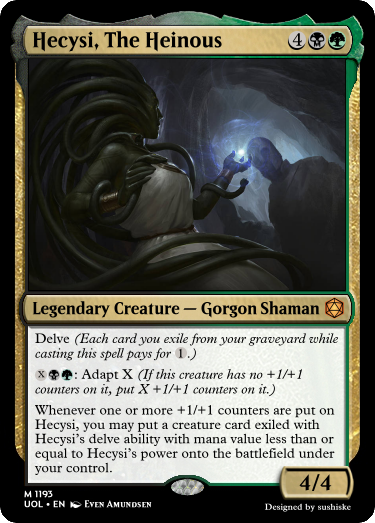 Hecysi, The Heinous 4
Legendary Creature — Gorgon Shaman
Delve (Each card you exile from your graveyard while
casting this spell pays for 1.)
X: Adapt X (If this creature has no +1/+1
counters on it, put X +1/+1 counters on it.)
Whenever one or more +1/+1 counters are put on
Hecysi, you may put a creature card exiled with
Hecysi's delve ability with mana value less than or
equal to Hecysi's power onto the battlefield under
your control.
4/4
M 1193
UOL • EN Even Amundsen
Designed by sushiske